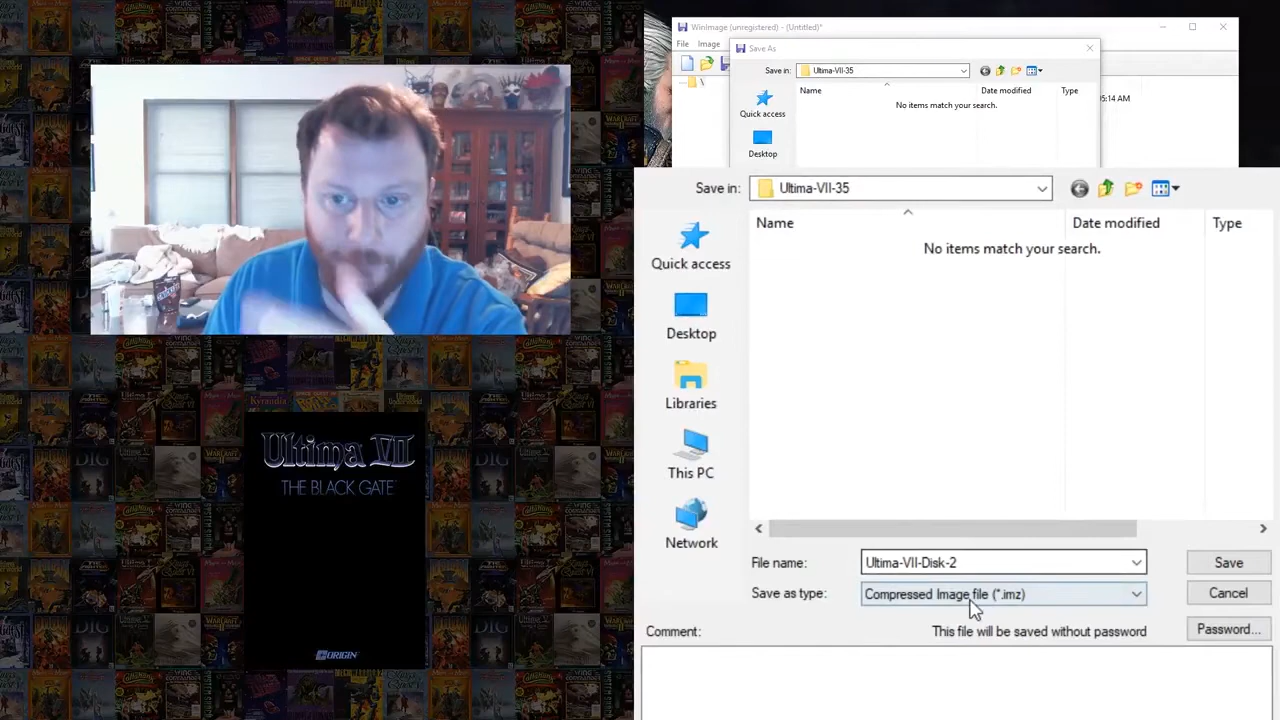 WinImage (unregistered) - (Untitled)*
File Image
Save As
Save in: Ultima-VII-35
Name Date modified Type
No items match your search.
05:14 AM
Quick access
Desktop
Save in: Ultima-VII-35
Name Date modified Type
No items match your search.
Quick access
Desktop
Libraries
This PC
Network
File name: Ultima-VII-Disk-2 Save
Save as type: Compressed Image file (*.imz) Cancel
Comment: This file will be saved without password Password...
Ultima VII
THE BLACK GATE
ORIGIN
DIG
DIG